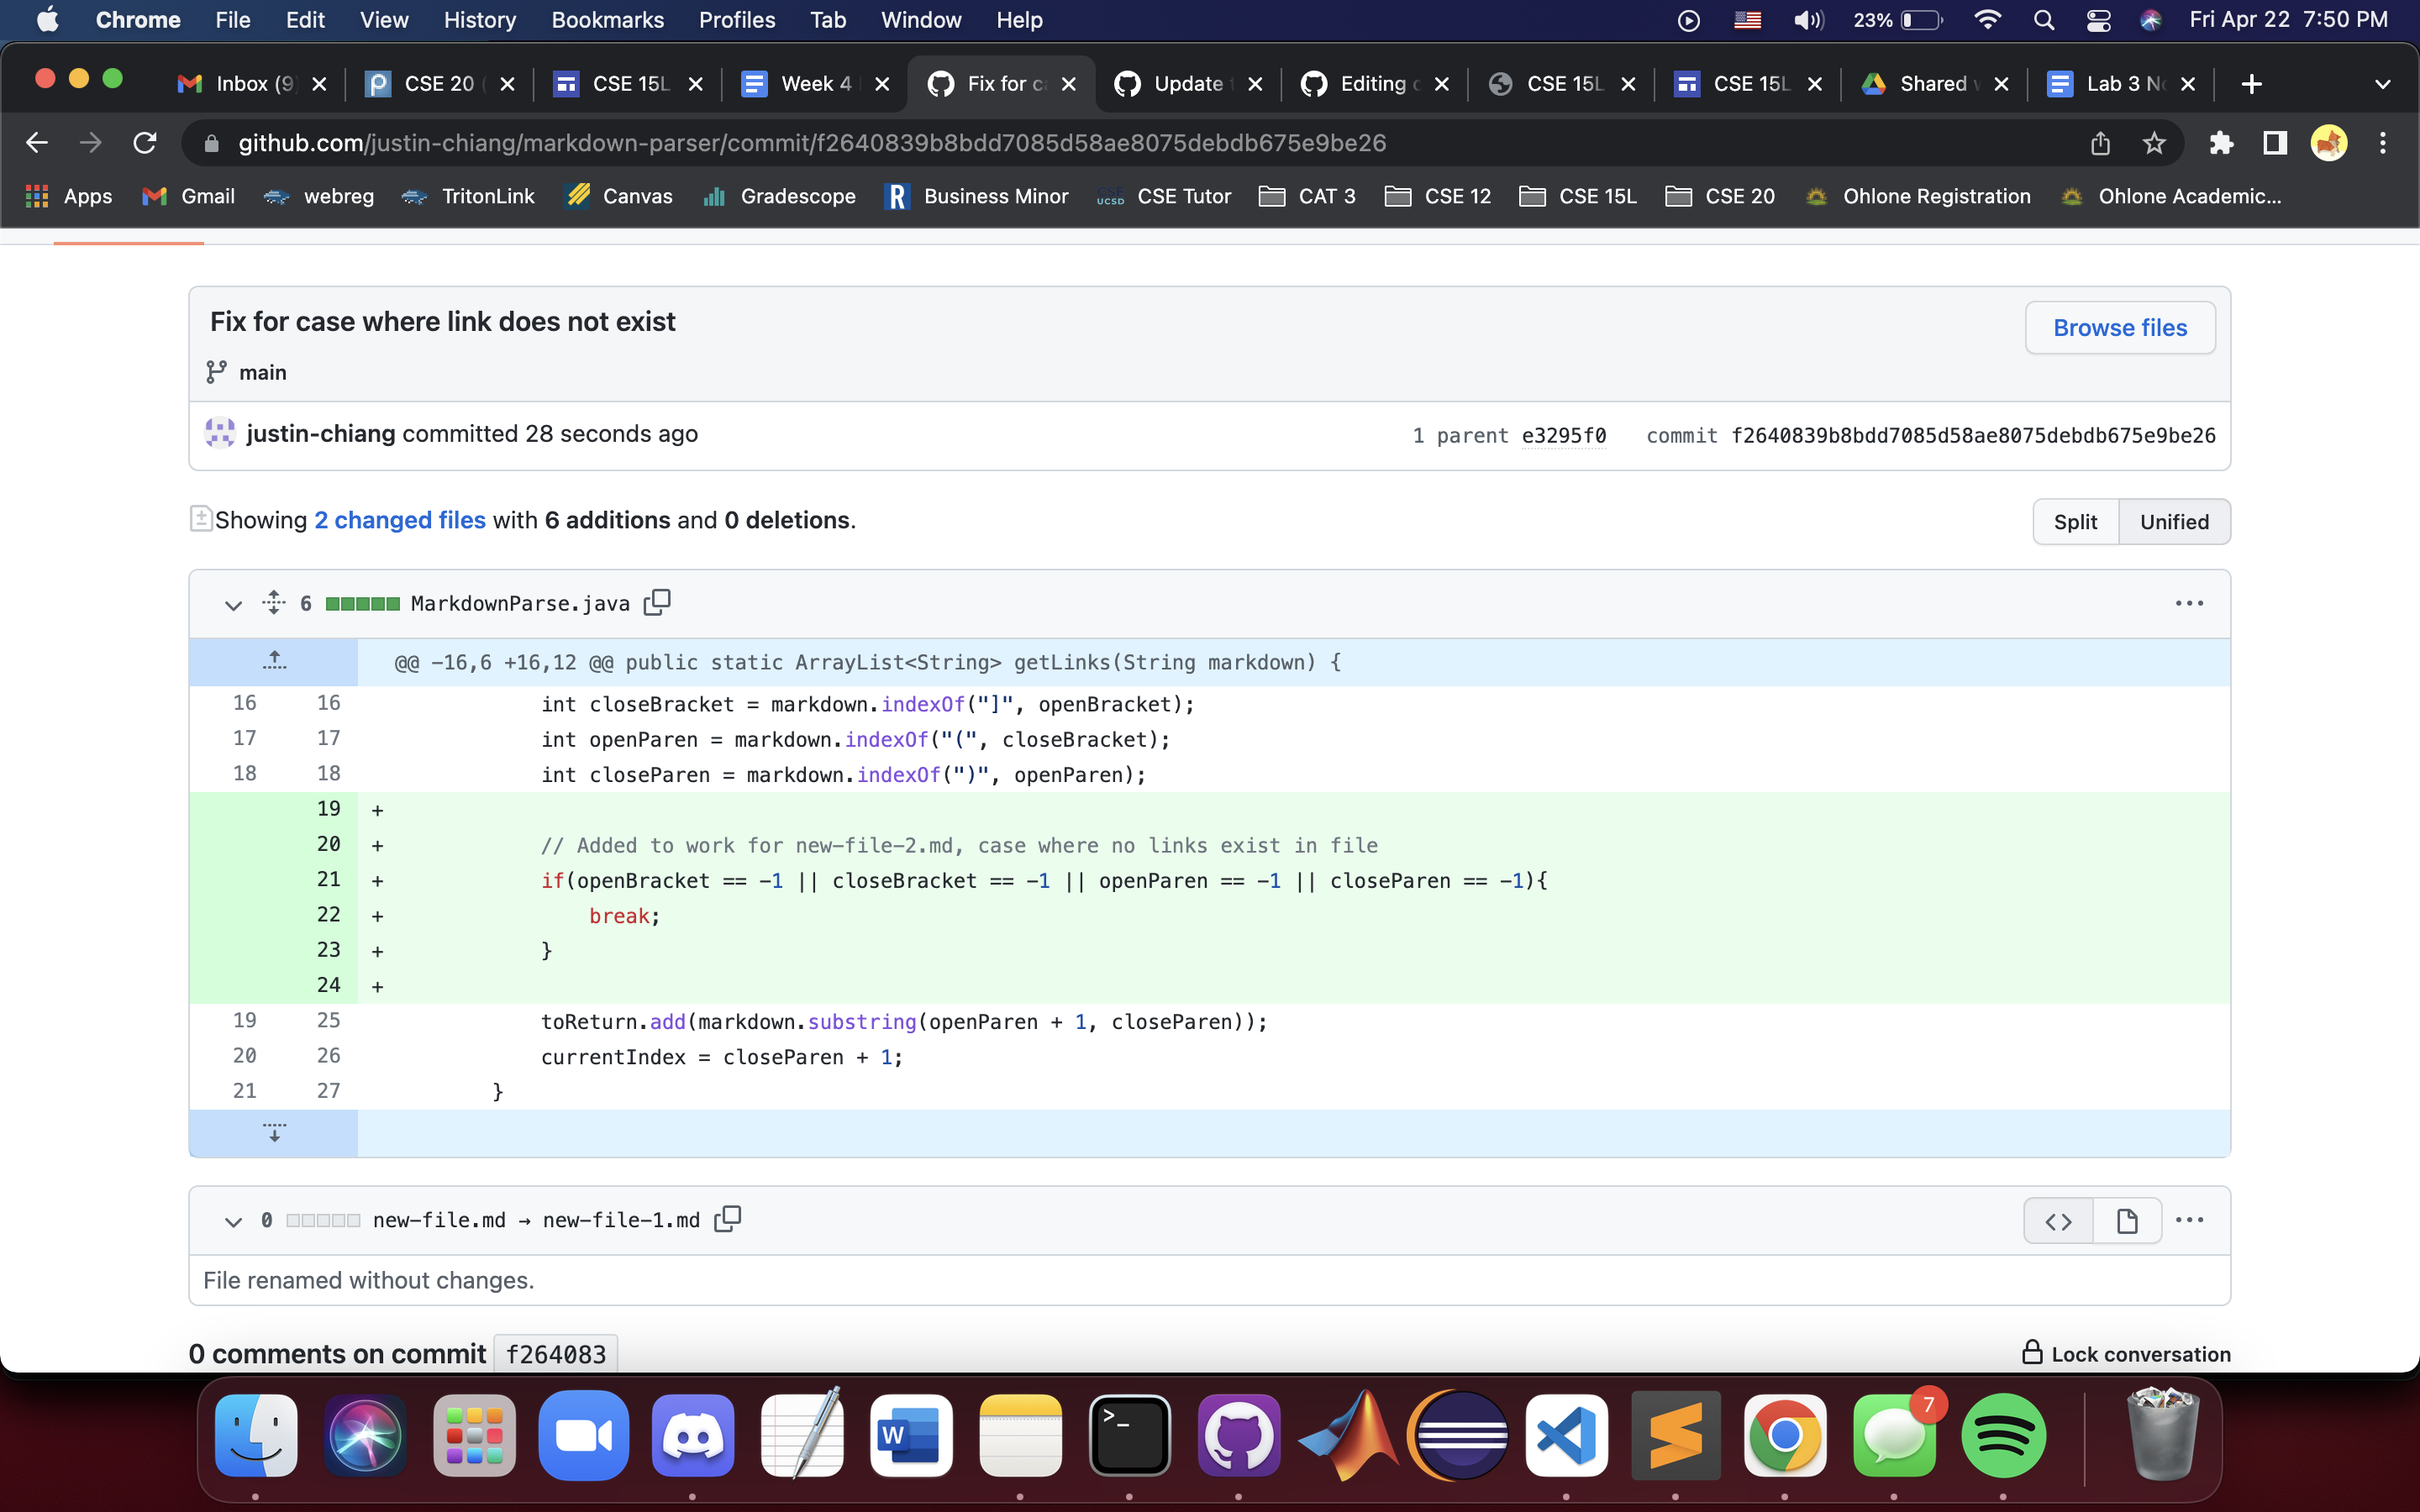 Chrome File Edit View History Bookmarks Profiles Tab Window Help 23% Fri Apr 22 7:50 PM
Inbox (9 CSE 20 ( CSE 15L Week 4 Fix for c Update Editing CSE 15L CSE 15L Shared Lab 3 N
github.com/justin-chiang/markdown-parser/commit/f2640839b8bdd7085d58ae8075debdb675e9be26
Apps Gmail webreg TritonLink Canvas Gradescope R Business Minor CSE UCSD CSE Tutor CAT 3 CSE 12 CSE 15L CSE 20 Ohlone Registration Ohlone Academic...
Fix for case where link does not exist
Browse files
main
justin-chiang committed 28 seconds ago 1 parent e3295f0 commit f2640839b8bdd7085d58ae8075debdb675e9be26
Showing 2 changed files with 6 additions and 0 deletions. Split Unified
6 MarkdownParse.java
@@ -16,6 +16,12 @@ public static ArrayList<String> getLinks(String markdown) {
16 16 int closeBracket = markdown.indexOf("]", openBracket);
17 17 int openParen = markdown.indexOf("(", closeBracket);
18 18 int closeParen = markdown.indexOf(")", openParen);
19 +
20 + // Added to work for new-file-2.md, case where no links exist in file
21 + if(openBracket == -1 || closeBracket == -1 || openParen == -1 || closeParen == -1){
22 + break;
23 + }
24 +
19 25 toReturn.add(markdown.substring(openParen + 1, closeParen));
20 26 currentIndex = closeParen + 1;
21 27 }
0 new-file.md → new-file-1.md
File renamed without changes.
0 comments on commit f264083 Lock conversation
W >_ 7